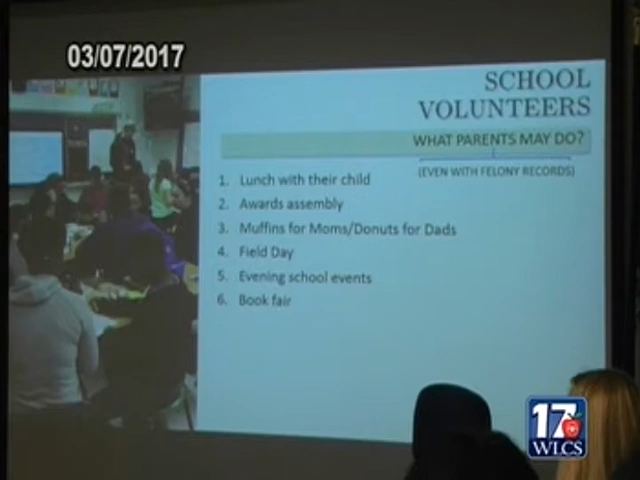 03/07/2017
SCHOOL
VOLUNTEERS
WHAT PARENTS MAY DO?
(EVEN WITH FELONY RECORDS)
1. Lunch with their child
2. Awards assembly
3. Muffins for Moms/Donuts for Dads
4. Field Day
5. Evening school events
6. Book fair
17
WLCS